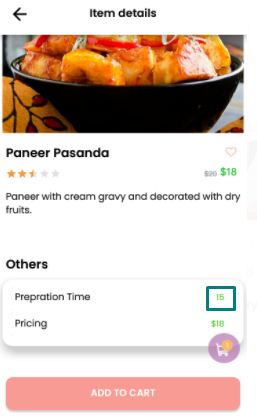 Item details
Paneer Pasanda
$20 $18
Paneer with cream gravy and decorated with dry
fruits.
Others
Prepration Time 15
Pricing $18
ADD TO CART